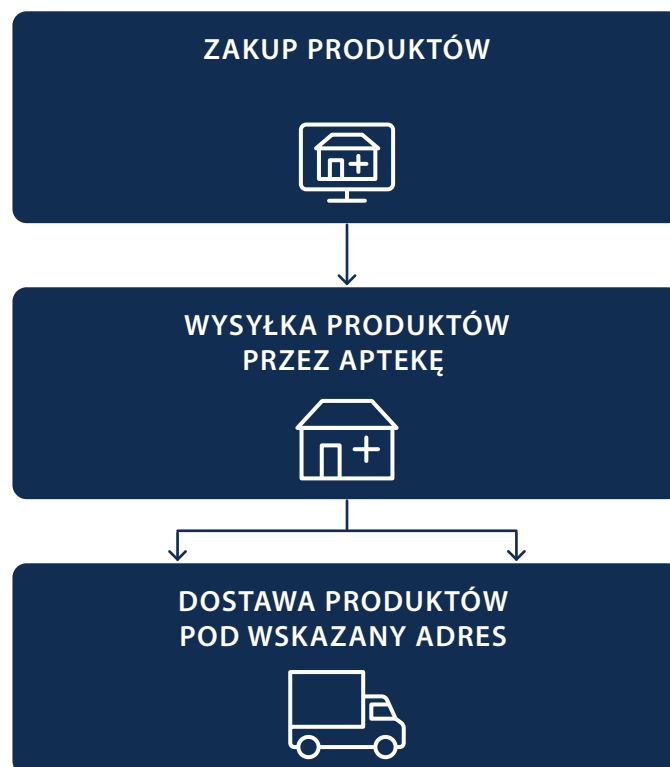 ZAKUP PRODUKTÓW
WYSYŁKA PRODUKTÓW
PRZEZ APTEKĘ
DOSTAWA PRODUKTÓW
POD WSKAZANY ADRES